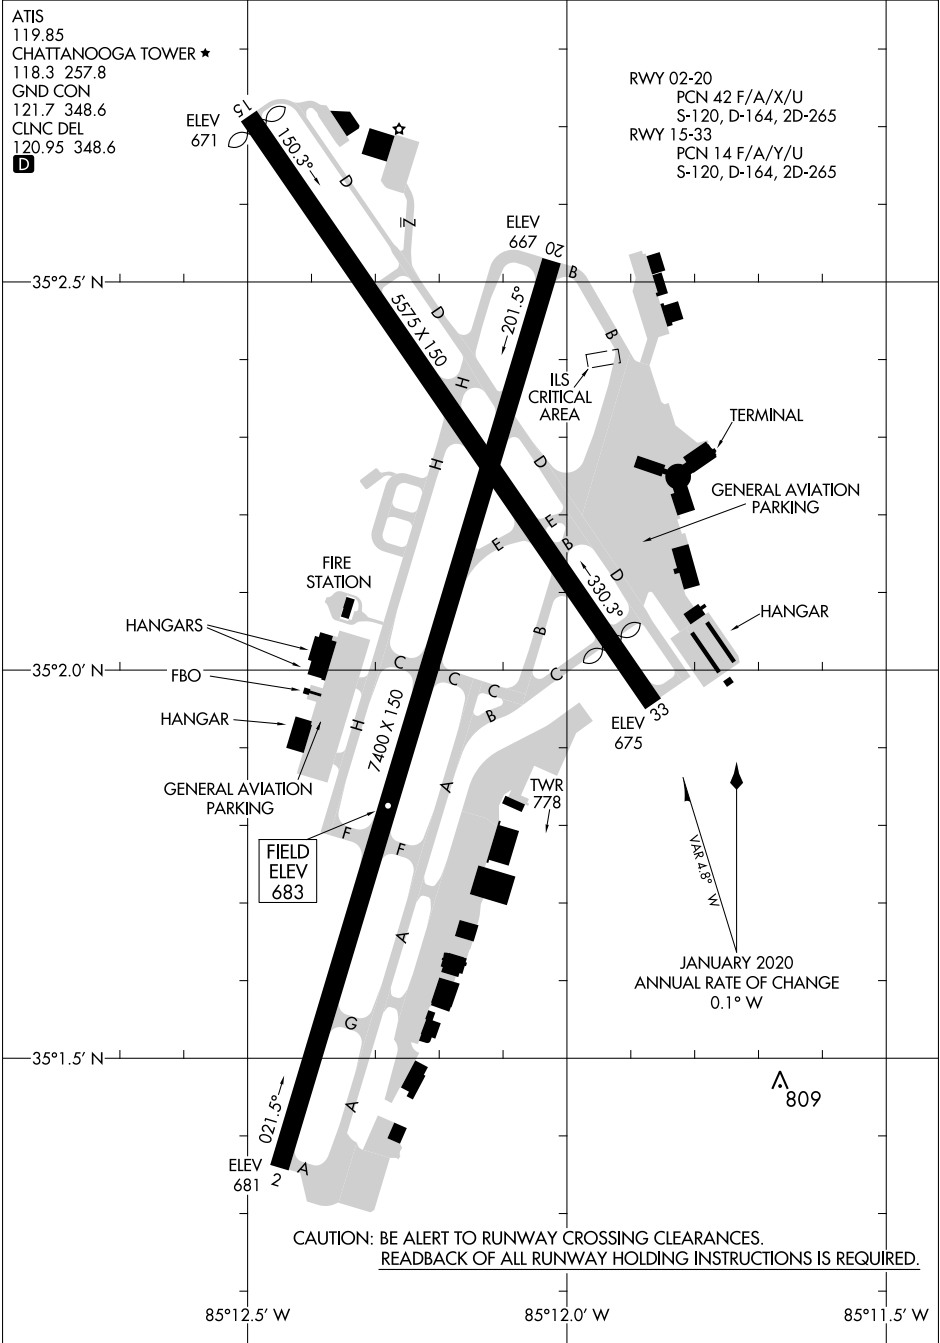 ATIS
119.85
CHATTANOOGA TOWER ★
118.3 257.8
GND CON
121.7 348.6
CLNC DEL
120.95 348.6
D
RWY 02-20
PCN 42 F/A/X/U
S-120, D-164, 2D-265
RWY 15-33
PCN 14 F/A/Y/U
S-120, D-164, 2D-265
15
ELEV
671
150.3°
D
Z
ELEV
667
20
B
35°2.5' N
201.5°
D
5575 X 150
B
ILS
CRITICAL
AREA
H
TERMINAL
H
D
GENERAL AVIATION
PARKING
E
E
B
D
FIRE
STATION
330.3°
HANGAR
HANGARS
B
35°2.0' N
C
C
C
C
FBO
B
HANGAR
H
7400 X 150
33
ELEV
675
GENERAL AVIATION
PARKING
A
TWR
778
F
F
FIELD
ELEV
683
VAR 4.8° W
A
JANUARY 2020
ANNUAL RATE OF CHANGE
0.1° W
G
35°1.5' N
809
A
021.5°
ELEV
681
2
A
CAUTION: BE ALERT TO RUNWAY CROSSING CLEARANCES.
READBACK OF ALL RUNWAY HOLDING INSTRUCTIONS IS REQUIRED.
85°12.5' W
85°12.0' W
85°11.5' W